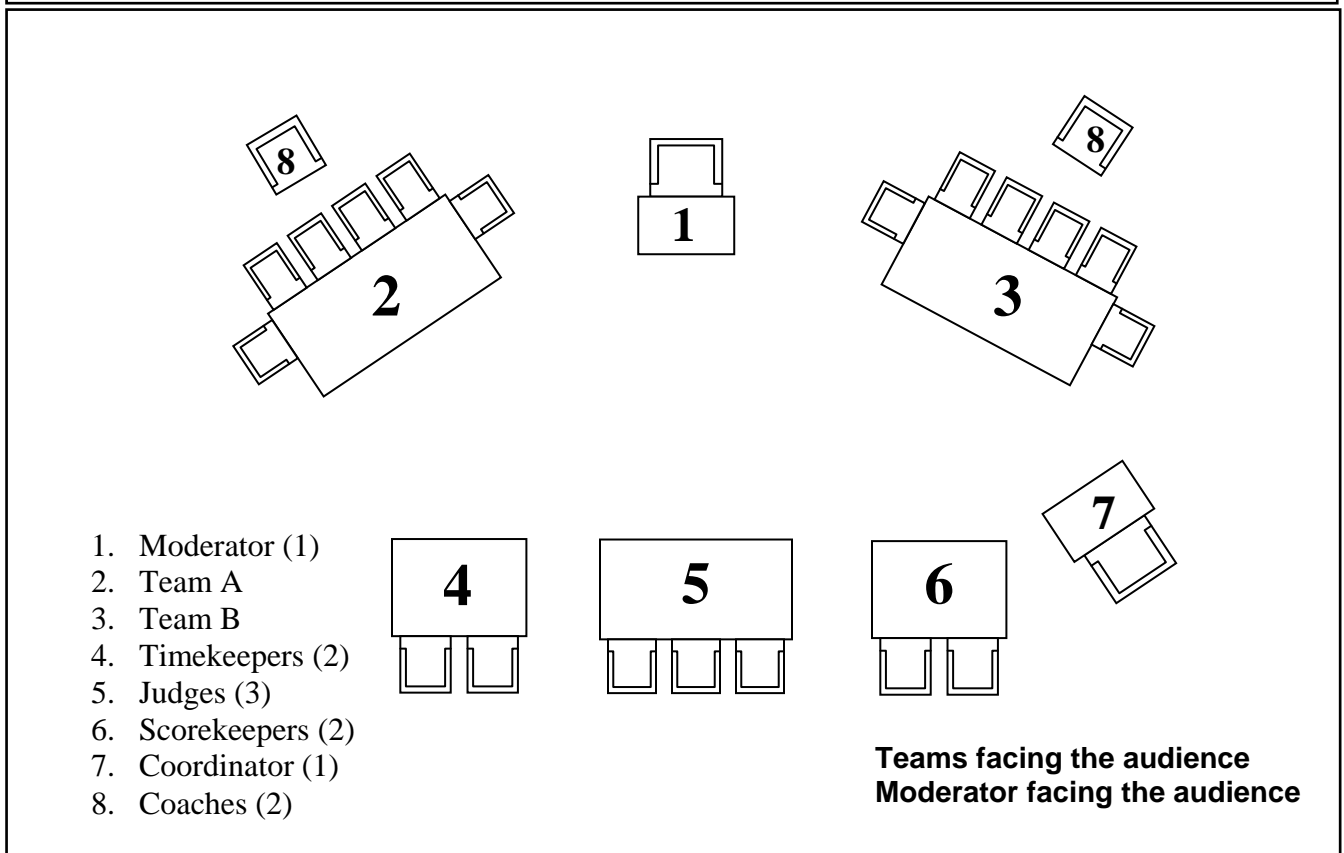 8
8
1
2
3
7
4
5
6
1. Moderator (1)
2. Team A
3. Team B
4. Timekeepers (2)
5. Judges (3)
6. Scorekeepers (2)
7. Coordinator (1)
8. Coaches (2)
Teams facing the audience
Moderator facing the audience